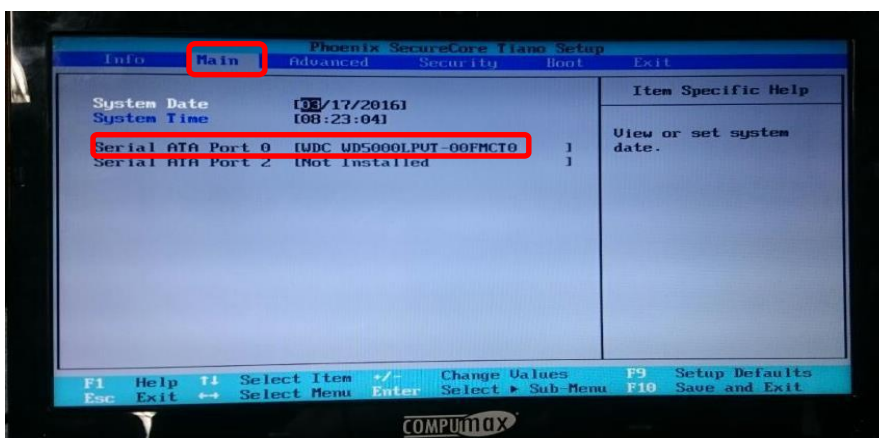 Phoenix SecureCore Tiano Setup
Info Main Advanced Security Boot Exit
Item Specific Help
System Date [03/17/2016]
System Time [08:23:04]
View or set system
date.
Serial ATA Port 0 [WDC WD5000LPVT-00FMCT0 ]
Serial ATA Port 2 [Not Installed ]
F1 Help ↑↓ Select Item +/- Change Values F9 Setup Defaults
Esc Exit ↔ Select Menu Enter Select ▶ Sub-Menu F10 Save and Exit
COMPUmax